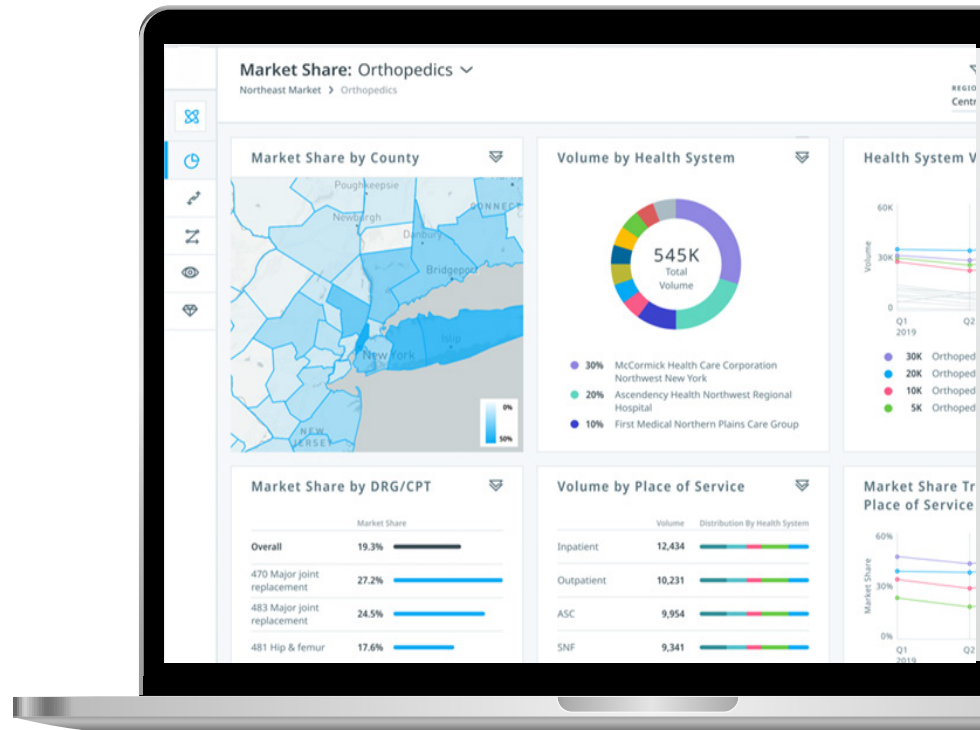 Market Share: Orthopedics
Northeast Market > Orthopedics
REGIO
Centr
Market Share by County
Poughkeepsie
CONNECT
Newburgh
Danbury
Bridgeport
Islip
New York
NEW
JERSEY
0%
50%
Volume by Health System
545K
Total
Volume
30% McCormick Health Care Corporation
Northwest New York
20% Ascendency Health Northwest Regional
Hospital
10% First Medical Northern Plains Care Group
Health System V
60K
30K
0
Volume
Q1
2019
Q2
30K Orthoped
20K Orthoped
10K Orthoped
5K Orthoped
Market Share by DRG/CPT
Market Share
Overall 19.3%
470 Major joint
replacement 27.2%
483 Major joint
replacement 24.5%
481 Hip & femur 17.6%
Volume by Place of Service
Volume Distribution By Health System
Inpatient 12,434
Outpatient 10,231
ASC 9,954
SNF 9,341
Market Share Tr
Place of Service
60%
30%
0%
Market Share
Q1
2019
Q2